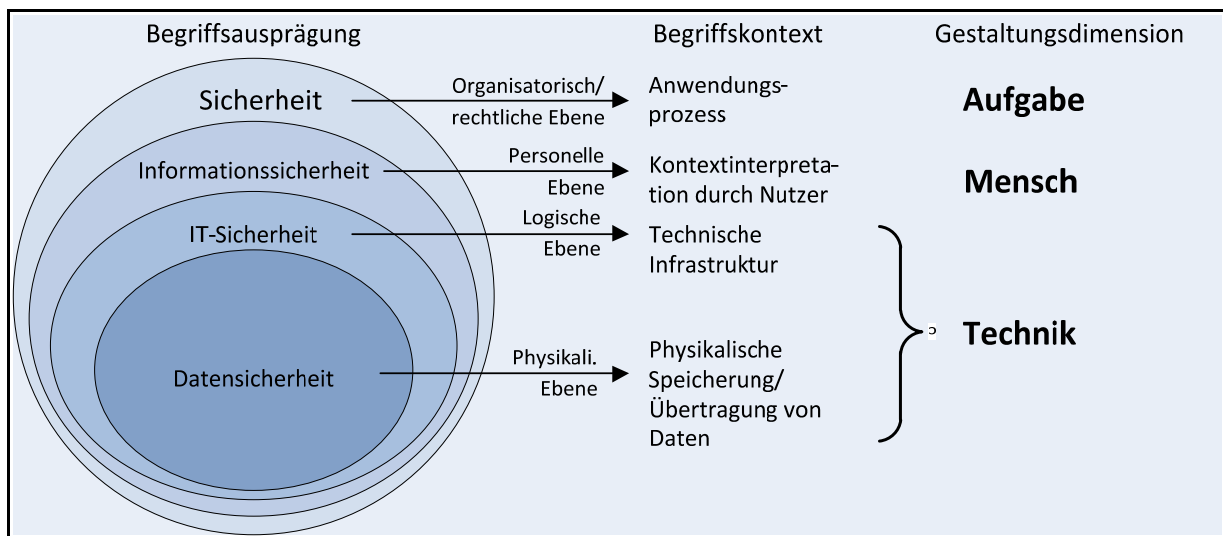 Begriffsausprägung
Begriffskontext
Gestaltungsdimension
Sicherheit
Organisatorisch/
rechtliche Ebene
Anwendungs-
prozess
Aufgabe
Informationssicherheit
Personelle
Ebene
Kontextinterpreta-
tion durch Nutzer
Mensch
IT-Sicherheit
Logische
Ebene
Technische
Infrastruktur
Technik
Datensicherheit
Physikali.
Ebene
Physikalische
Speicherung/
Übertragung von
Daten